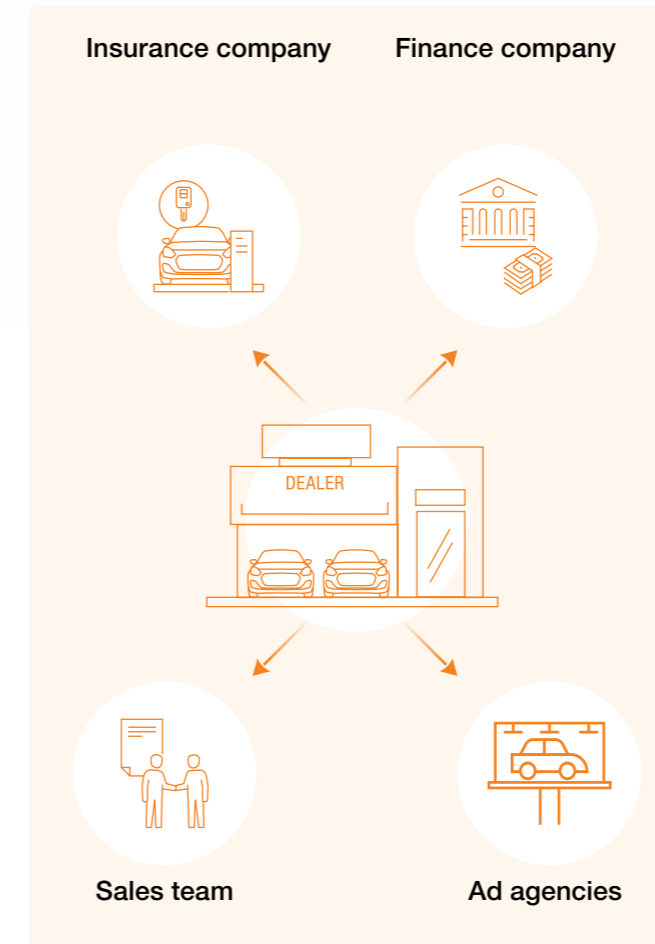 Insurance company
Finance company
DEALER
Sales team
Ad agencies